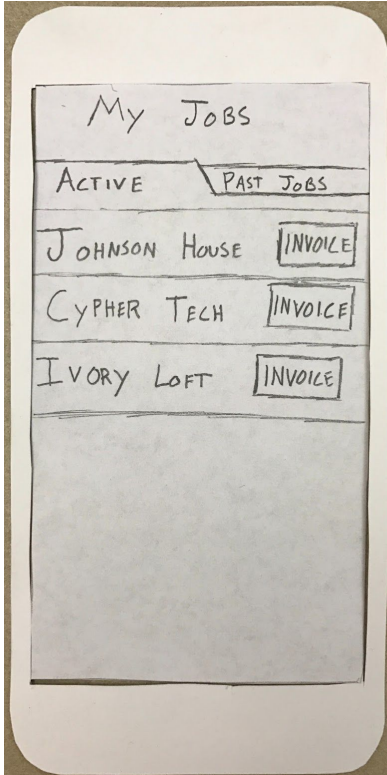 My JOBS
ACTIVE PAST JOBS
JOHNSON HOUSE INVOICE
CYPHER TECH INVOICE
IVORY LOFT INVOICE